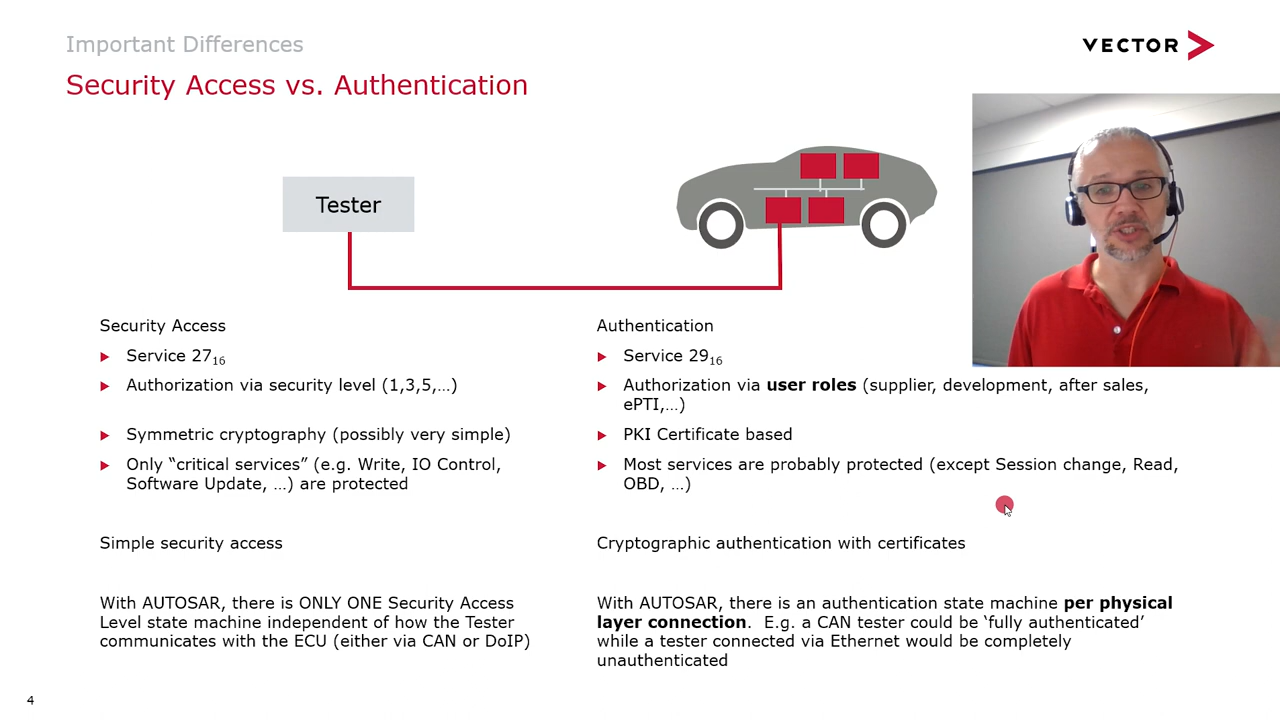 Important Differences
VECTOR
Security Access vs. Authentication
Tester
Security Access
Service 27₁₆
Authorization via security level (1,3,5,…)
Symmetric cryptography (possibly very simple)
Only “critical services” (e.g. Write, IO Control,
Software Update, …) are protected
Simple security access
With AUTOSAR, there is ONLY ONE Security Access
Level state machine independent of how the Tester
communicates with the ECU (either via CAN or DoIP)
Authentication
Service 29₁₆
Authorization via user roles (supplier, development, after sales,
ePTI,…)
PKI Certificate based
Most services are probably protected (except Session change, Read,
OBD, …)
Cryptographic authentication with certificates
With AUTOSAR, there is an authentication state machine per physical
layer connection.  E.g. a CAN tester could be ‘fully authenticated’
while a tester connected via Ethernet would be completely
unauthenticated
4